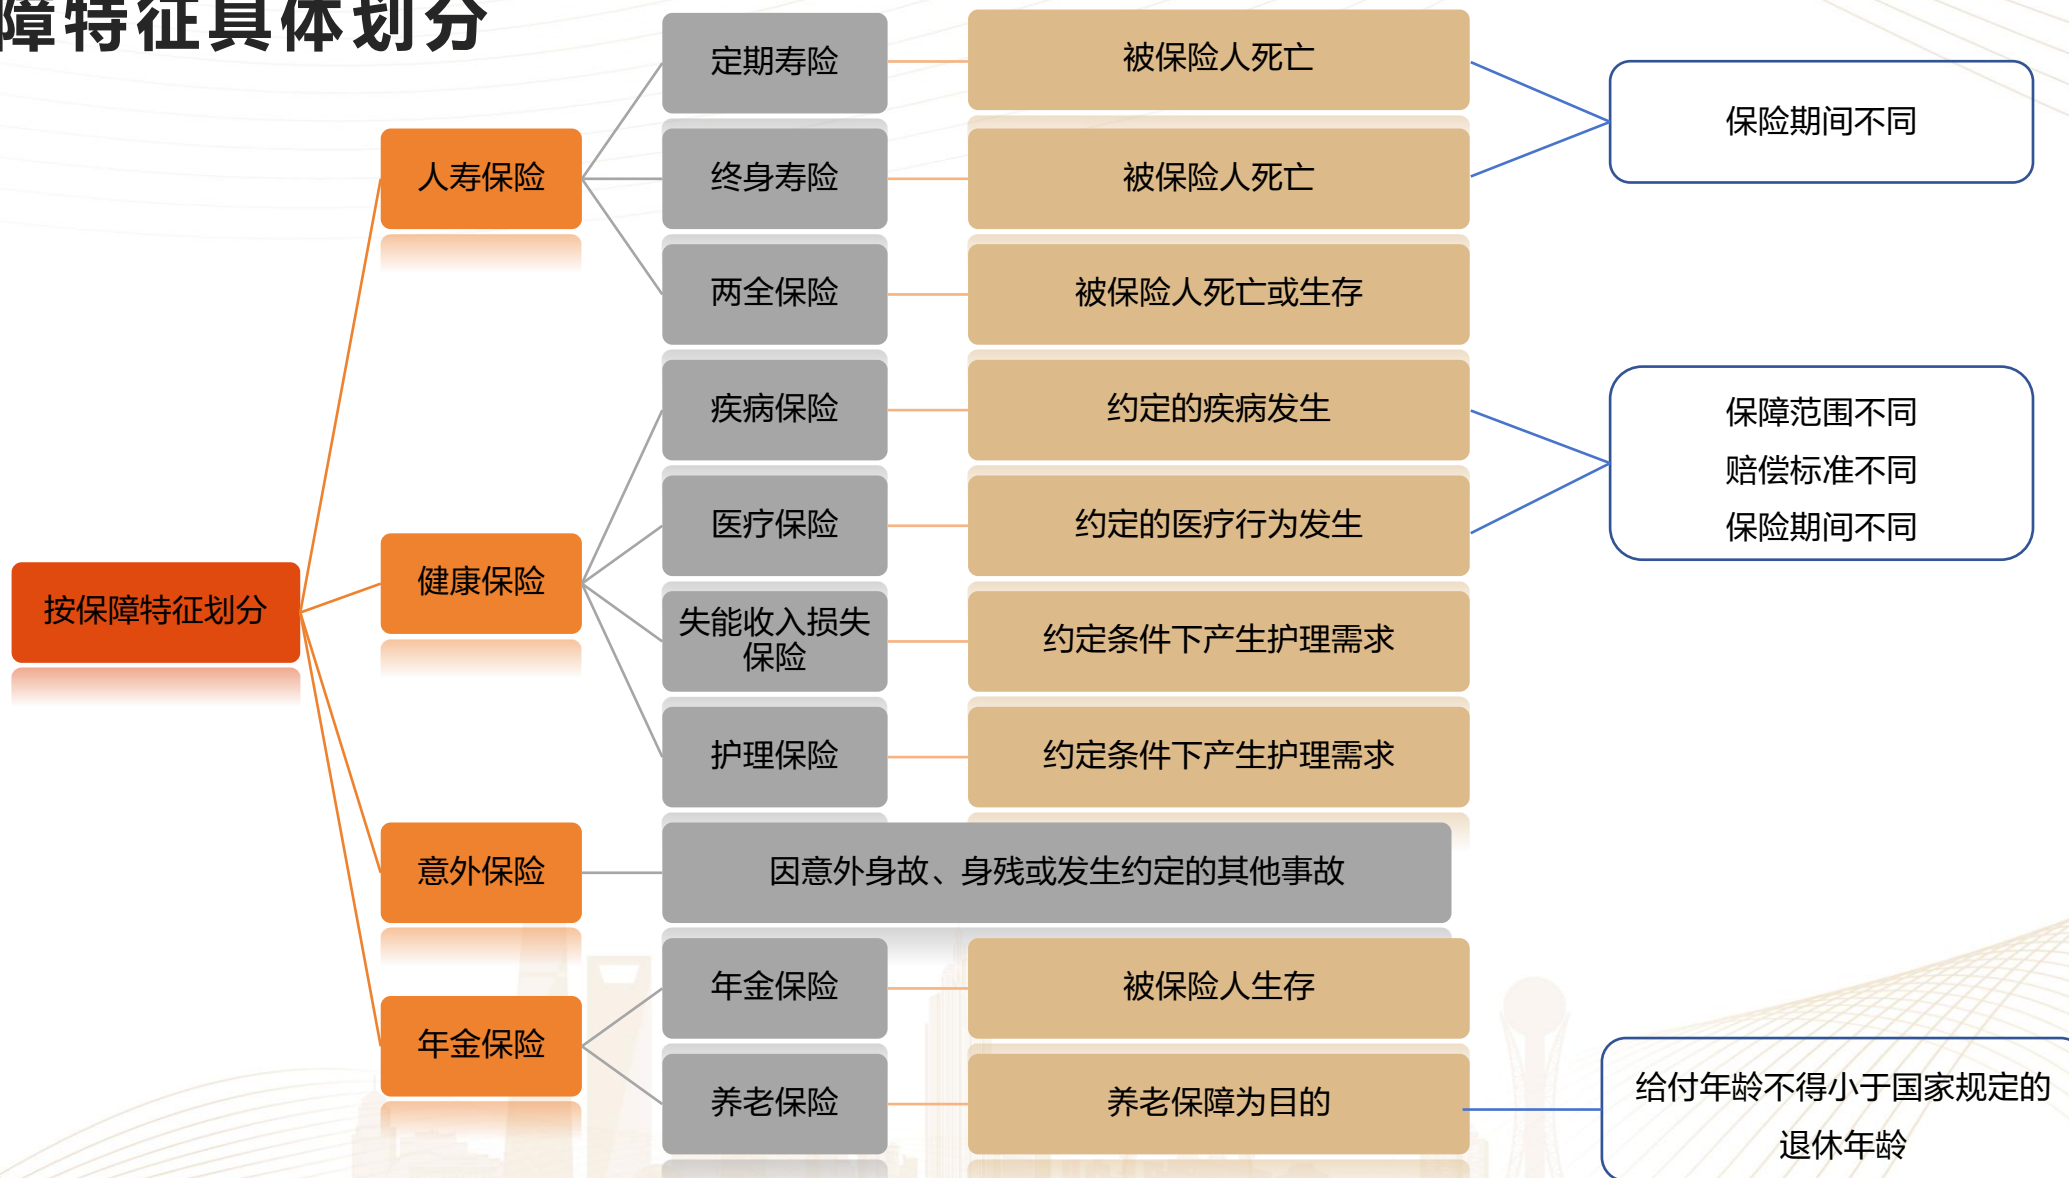 障特征具体划分
定期寿险
被保险人死亡
保险期间不同
人寿保险
终身寿险
被保险人死亡
两全保险
被保险人死亡或生存
疾病保险
约定的疾病发生
保障范围不同
赔偿标准不同
保险期间不同
医疗保险
约定的医疗行为发生
健康保险
按保障特征划分
失能收入损失
保险
约定条件下产生护理需求
护理保险
约定条件下产生护理需求
意外保险
因意外身故、身残或发生约定的其他事故
年金保险
年金保险
被保险人生存
养老保险
养老保障为目的
给付年龄不得小于国家规定的
退休年龄